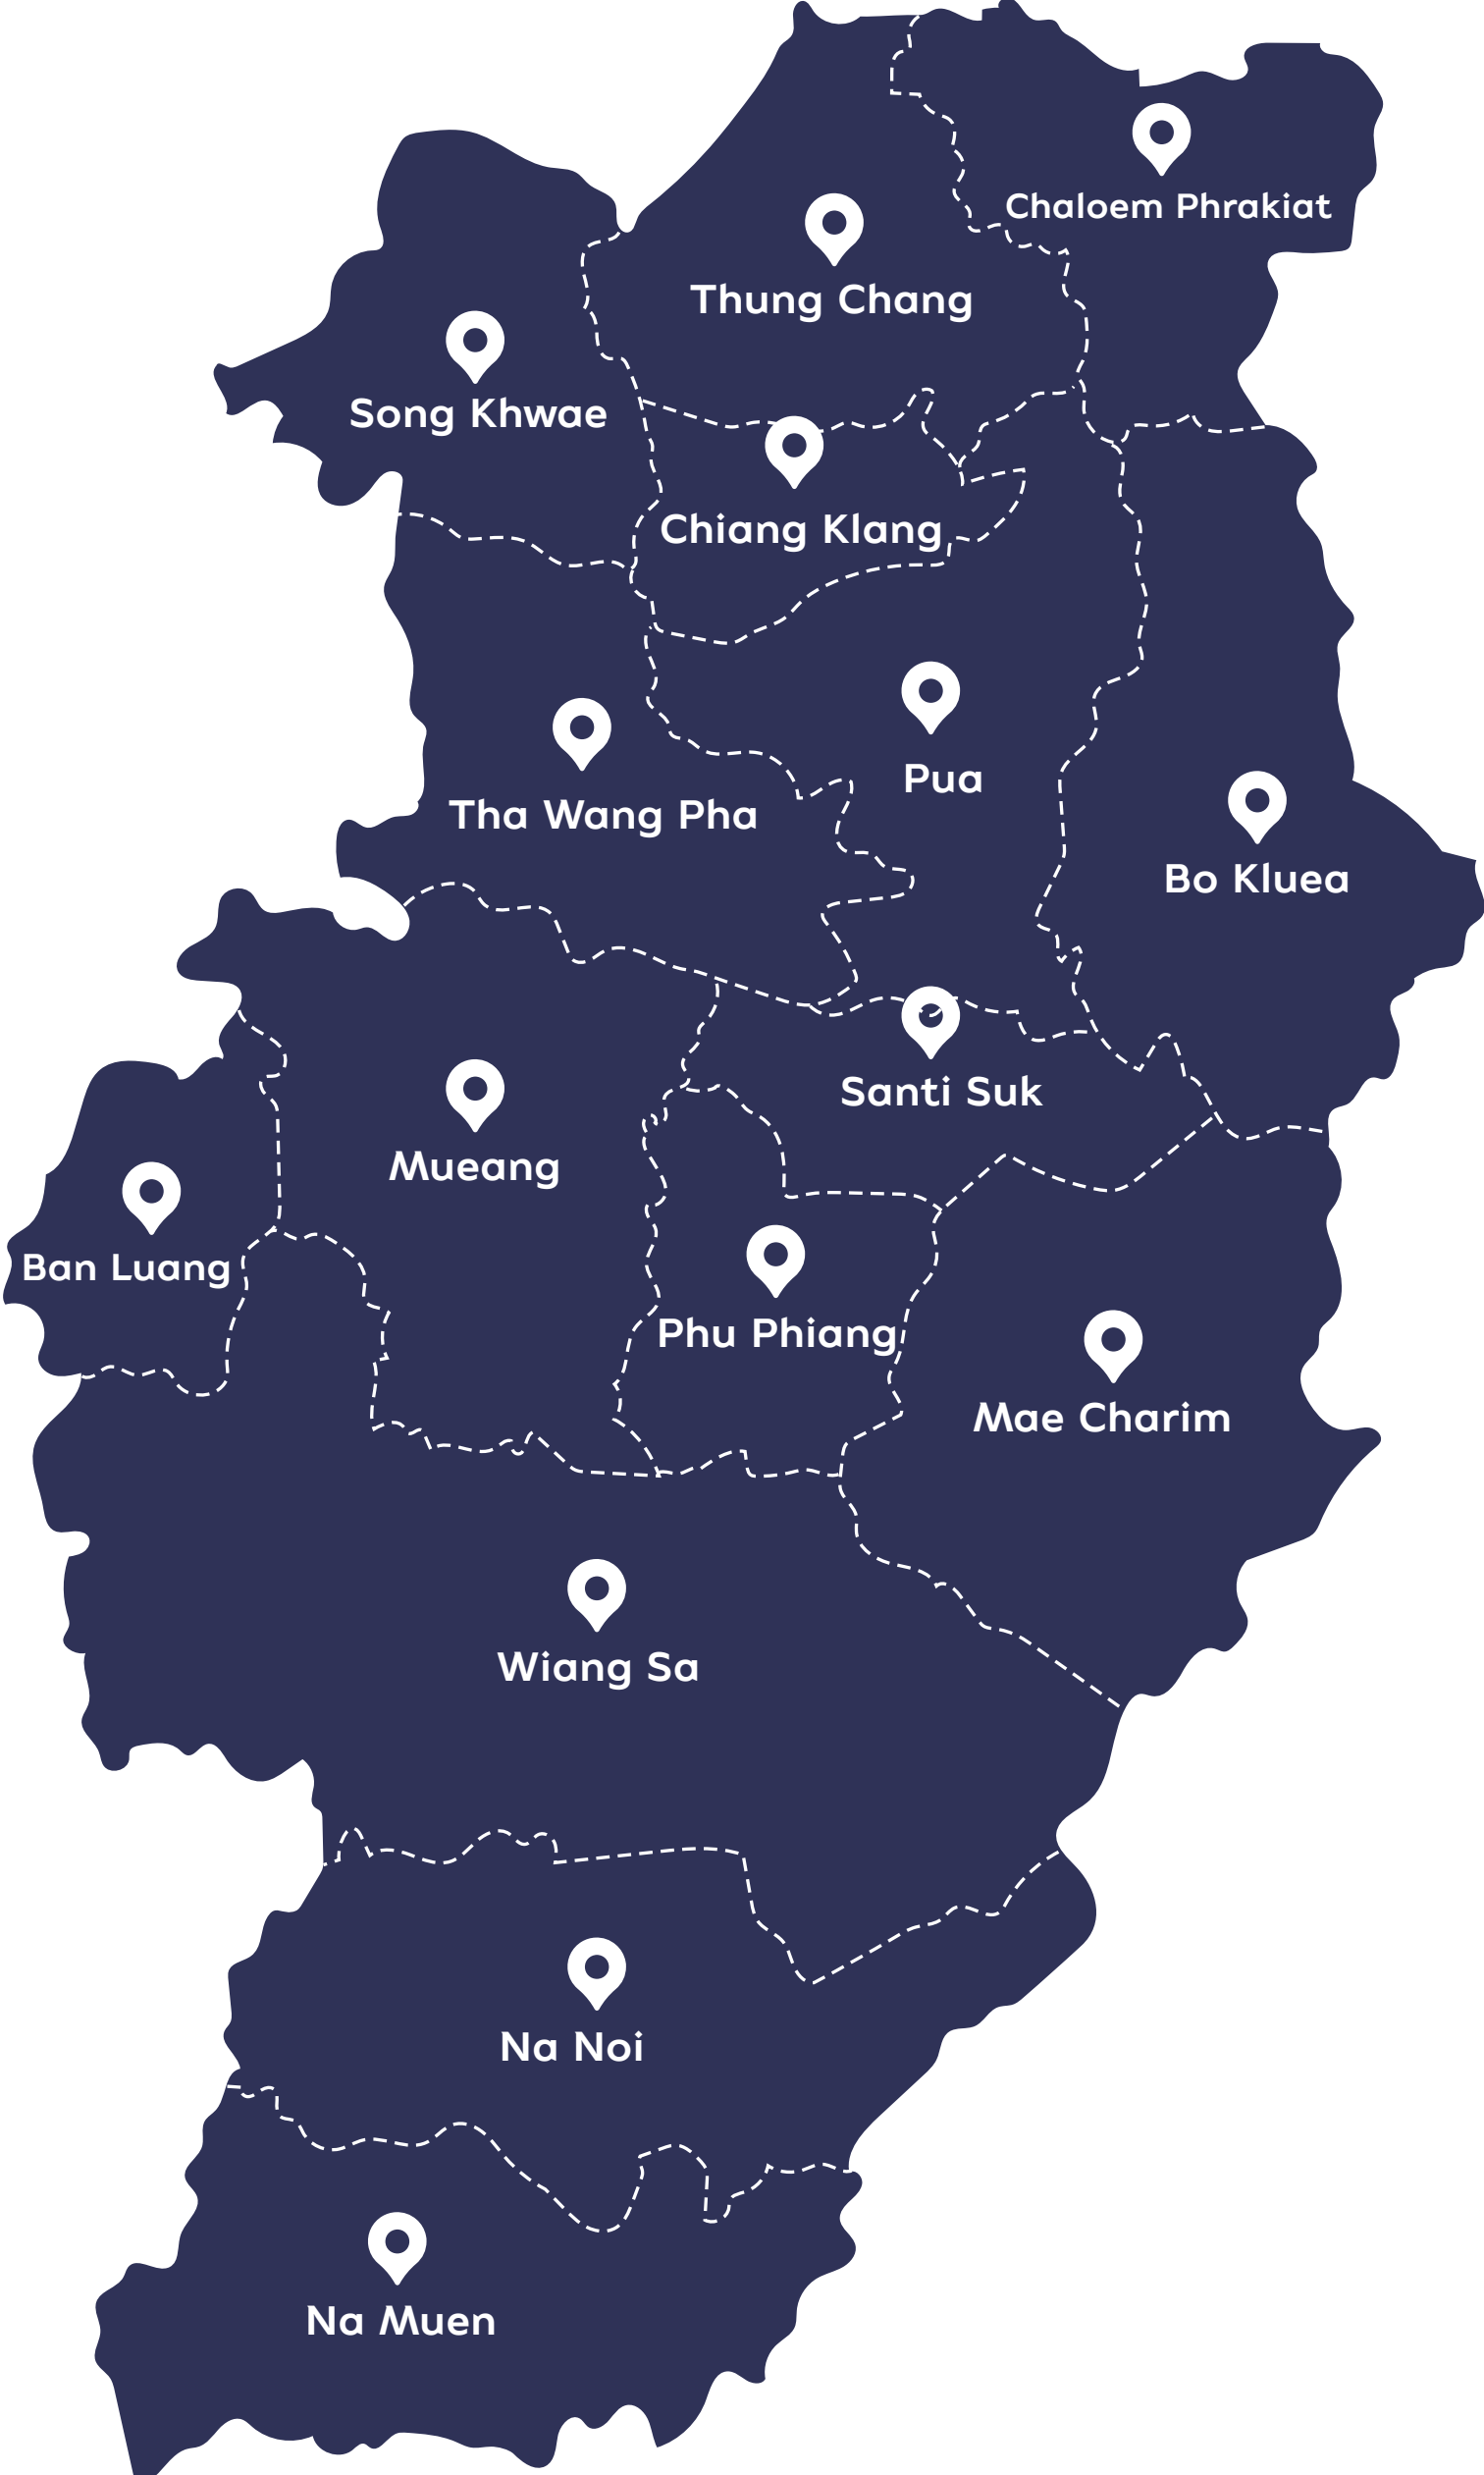 Chaloem Phrakiat
Thung Chang
Song Khwae
Chiang Klang
Pua
Tha Wang Pha
Bo Kluea
Santi Suk
Mueang
Ban Luang
Phu Phiang
Mae Charim
Wiang Sa
Na Noi
Na Muen